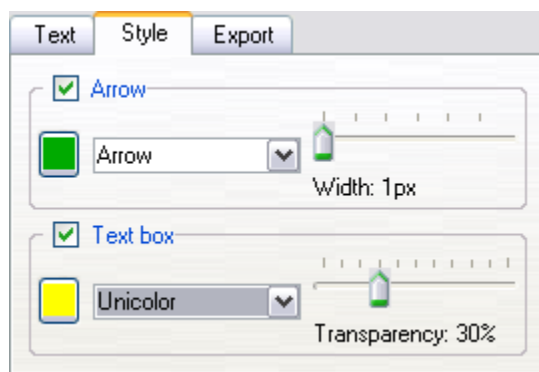 Text Style Export
Arrow
Arrow
Width: 1px
Text box
Unicolor
Transparency: 30%